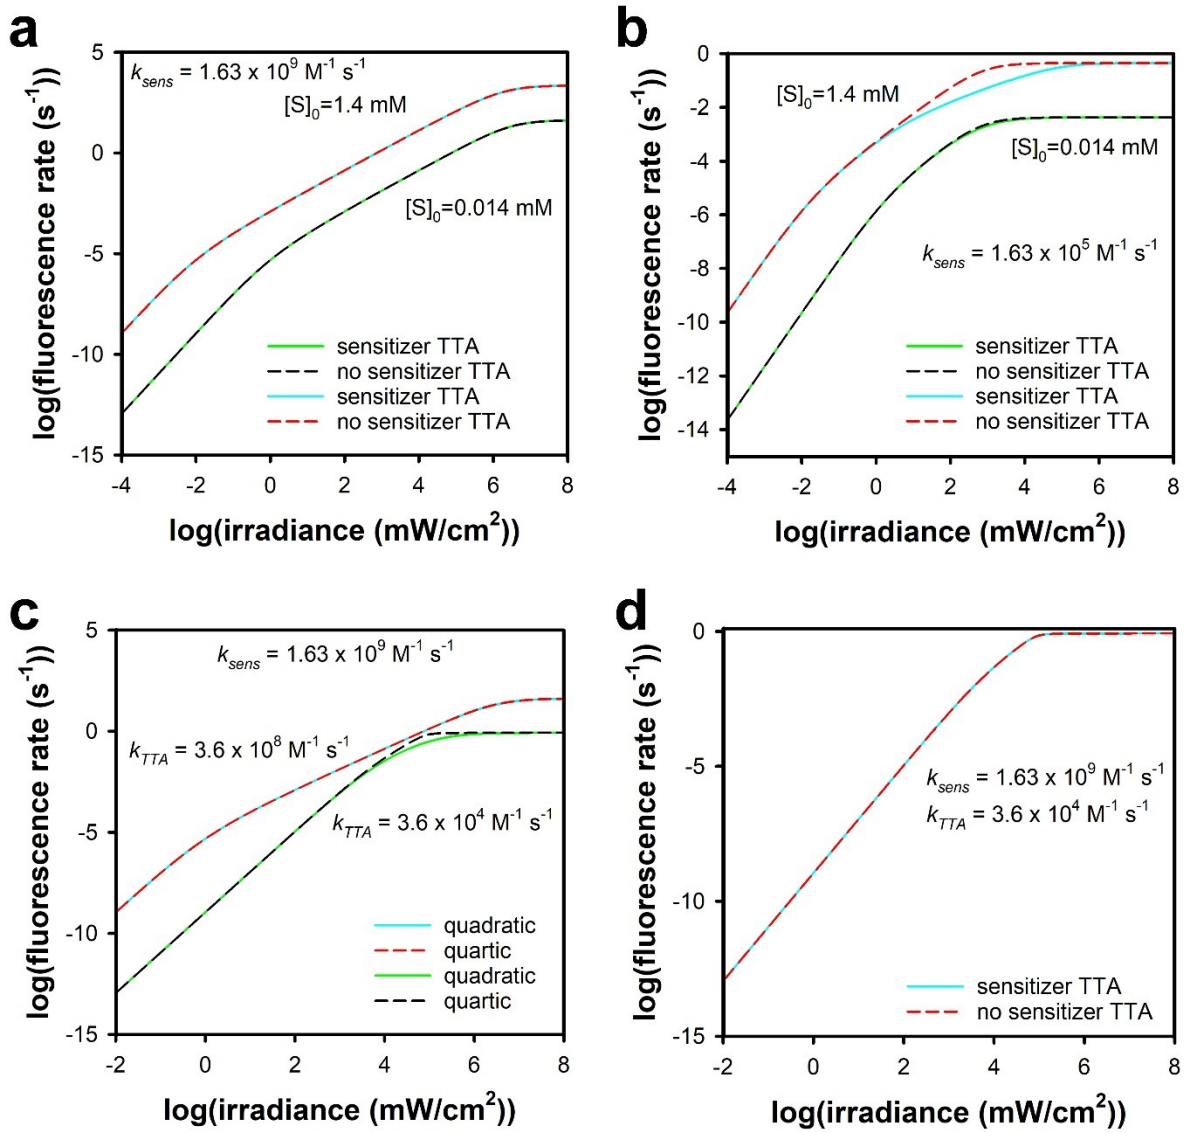 a
k_sens = 1.63 x 10^9 M^-1 s^-1
[S]_0=1.4 mM
[S]_0=0.014 mM
sensitizer TTA
no sensitizer TTA
sensitizer TTA
no sensitizer TTA
5
0
-5
-10
-15
-4 -2 0 2 4 6 8
log(fluorescence rate (s^-1))
log(irradiance (mW/cm^2))
b
[S]_0=1.4 mM
[S]_0=0.014 mM
k_sens = 1.63 x 10^5 M^-1 s^-1
sensitizer TTA
no sensitizer TTA
sensitizer TTA
no sensitizer TTA
0
-2
-4
-6
-8
-10
-12
-14
-4 -2 0 2 4 6 8
log(fluorescence rate (s^-1))
log(irradiance (mW/cm^2))
c
k_sens = 1.63 x 10^9 M^-1 s^-1
k_TTA = 3.6 x 10^8 M^-1 s^-1
k_TTA = 3.6 x 10^4 M^-1 s^-1
quadratic
quartic
quadratic
quartic
5
0
-5
-10
-15
-2 0 2 4 6 8
log(fluorescence rate (s^-1))
log(irradiance (mW/cm^2))
d
k_sens = 1.63 x 10^9 M^-1 s^-1
k_TTA = 3.6 x 10^4 M^-1 s^-1
sensitizer TTA
no sensitizer TTA
0
-5
-10
-15
-2 0 2 4 6 8
log(fluorescence rate (s^-1))
log(irradiance (mW/cm^2))